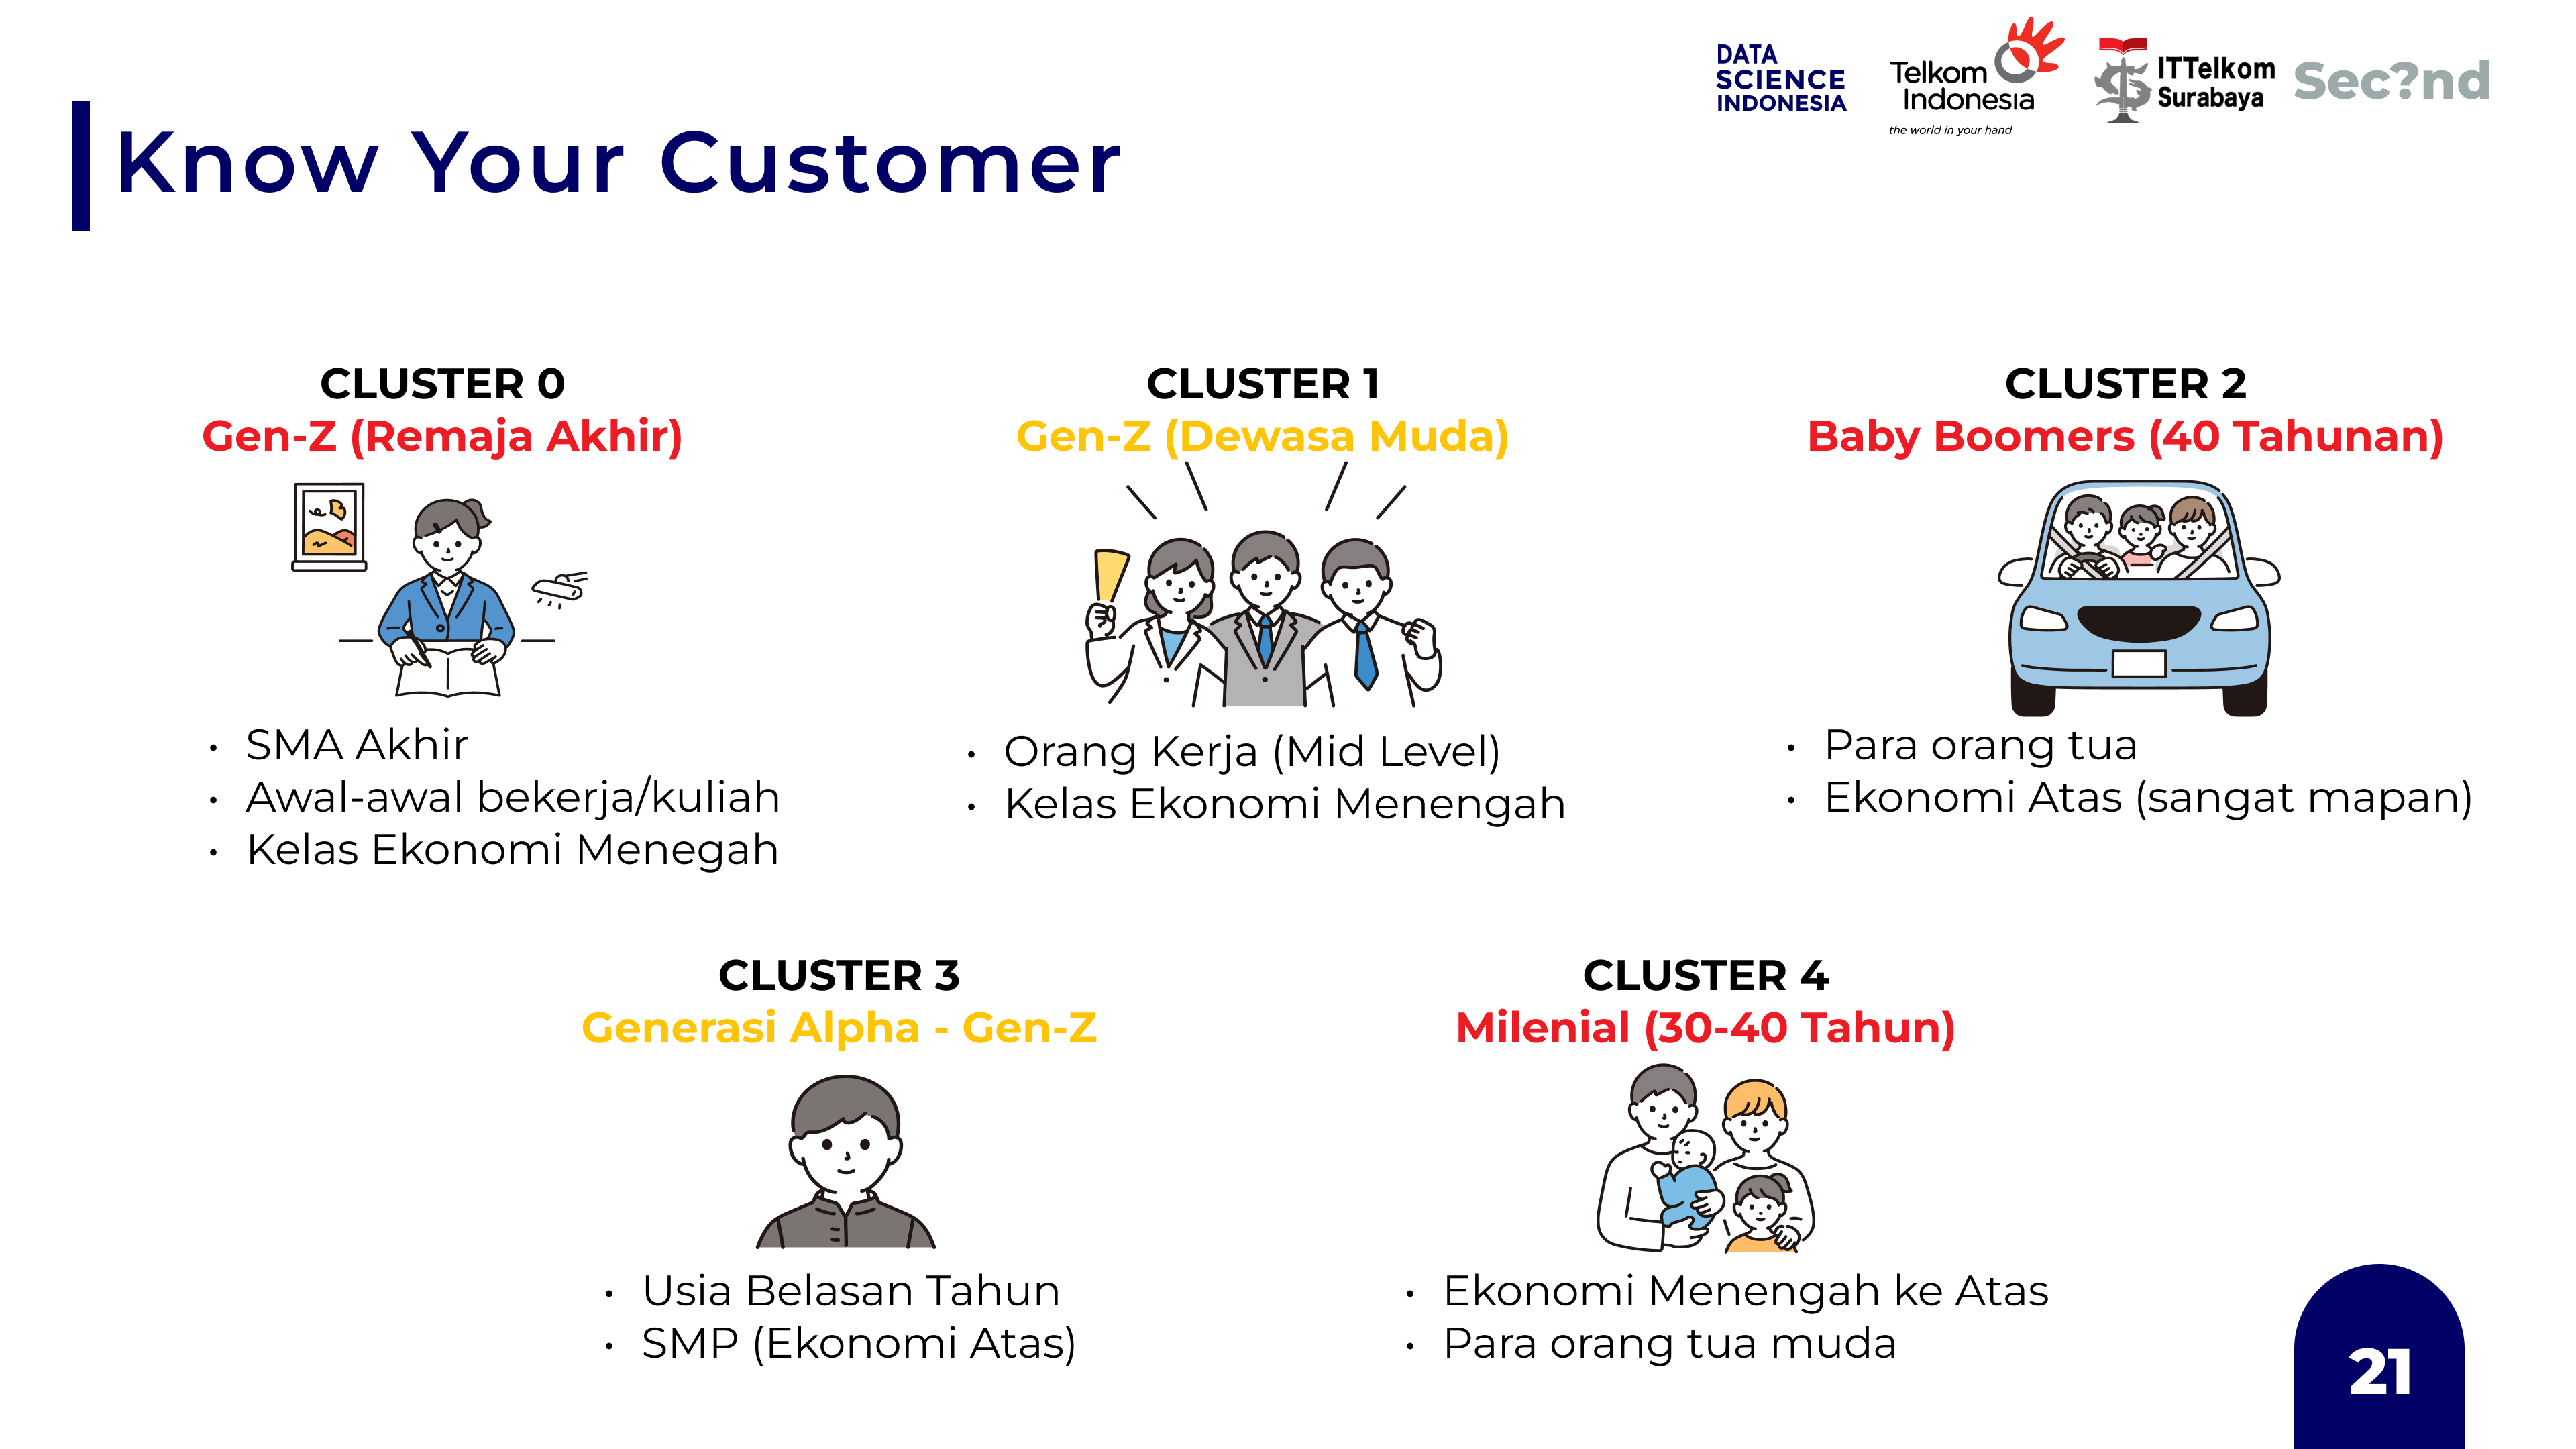 DATA
SCIENCE
INDONESIA
Telkom
Indonesia
the world in your hand
ITTelkom
Surabaya
Sec?nd
Know Your Customer
CLUSTER 0
Gen-Z (Remaja Akhir)
• SMA Akhir
• Awal-awal bekerja/kuliah
• Kelas Ekonomi Menegah
CLUSTER 1
Gen-Z (Dewasa Muda)
• Orang Kerja (Mid Level)
• Kelas Ekonomi Menengah
CLUSTER 2
Baby Boomers (40 Tahunan)
• Para orang tua
• Ekonomi Atas (sangat mapan)
CLUSTER 3
Generasi Alpha - Gen-Z
• Usia Belasan Tahun
• SMP (Ekonomi Atas)
CLUSTER 4
Milenial (30-40 Tahun)
• Ekonomi Menengah ke Atas
• Para orang tua muda
21